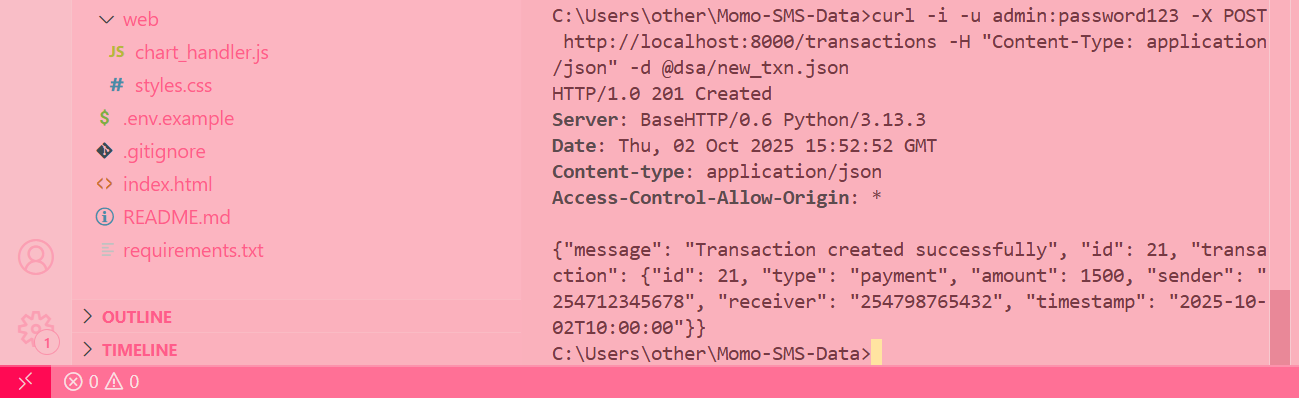 web
JS chart_handler.js
# styles.css
$ .env.example
.gitignore
<> index.html
README.md
requirements.txt
OUTLINE
TIMELINE
1
0 0
C:\Users\other\Momo-SMS-Data>curl -i -u admin:password123 -X POST
http://localhost:8000/transactions -H "Content-Type: application
/json" -d @dsa/new_txn.json
HTTP/1.0 201 Created
Server: BaseHTTP/0.6 Python/3.13.3
Date: Thu, 02 Oct 2025 15:52:52 GMT
Content-type: application/json
Access-Control-Allow-Origin: *
{"message": "Transaction created successfully", "id": 21, "transa
ction": {"id": 21, "type": "payment", "amount": 1500, "sender": "
254712345678", "receiver": "254798765432", "timestamp": "2025-10-
02T10:00:00"}}
C:\Users\other\Momo-SMS-Data>